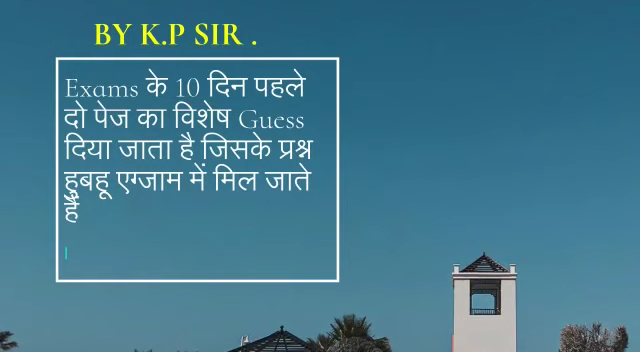 BY K.P SIR .
Exams के 10 दिन पहले
दो पेज का विशेष Guess
दिया जाता है जिसके प्रश्न
हूबहू एग्जाम में मिल जाते
हैं